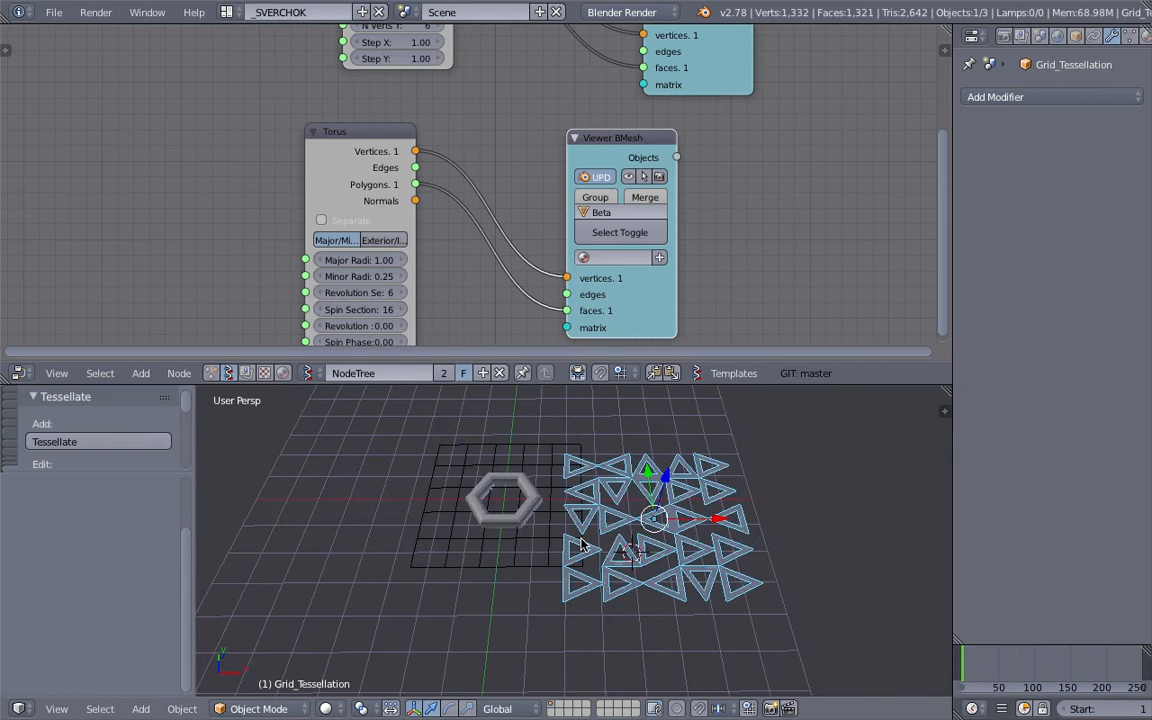 File Render Window Help _SVERCHOK Scene Blender Render v2.78 | Verts:1,332 | Faces:1,321 | Tris:2,642 | Objects:1/3 | Lamps:0/0 | Mem:68.98M | Grid_T
N Verts Y: 6
Step X: 1.00
Step Y: 1.00
vertices. 1
edges
faces. 1
matrix
Grid_Tessellation
Add Modifier
Torus
Vertices. 1
Edges
Polygons. 1
Normals
Separate
Major/Mi... Exterior/I...
Major Radi: 1.00
Minor Radi: 0.25
Revolution Se: 6
Spin Section: 16
Revolution :0.00
Spin Phase:0.00
Viewer BMesh
Objects
UPD
Group Merge
Beta
Select Toggle
vertices. 1
edges
faces. 1
matrix
View Select Add Node NodeTree 2 F Templates GIT: master
Tessellate
Add:
Tessellate
Edit:
User Persp
(1) Grid_Tessellation
View Select Add Object Object Mode Global
50 100 150 200 250
Start: 1